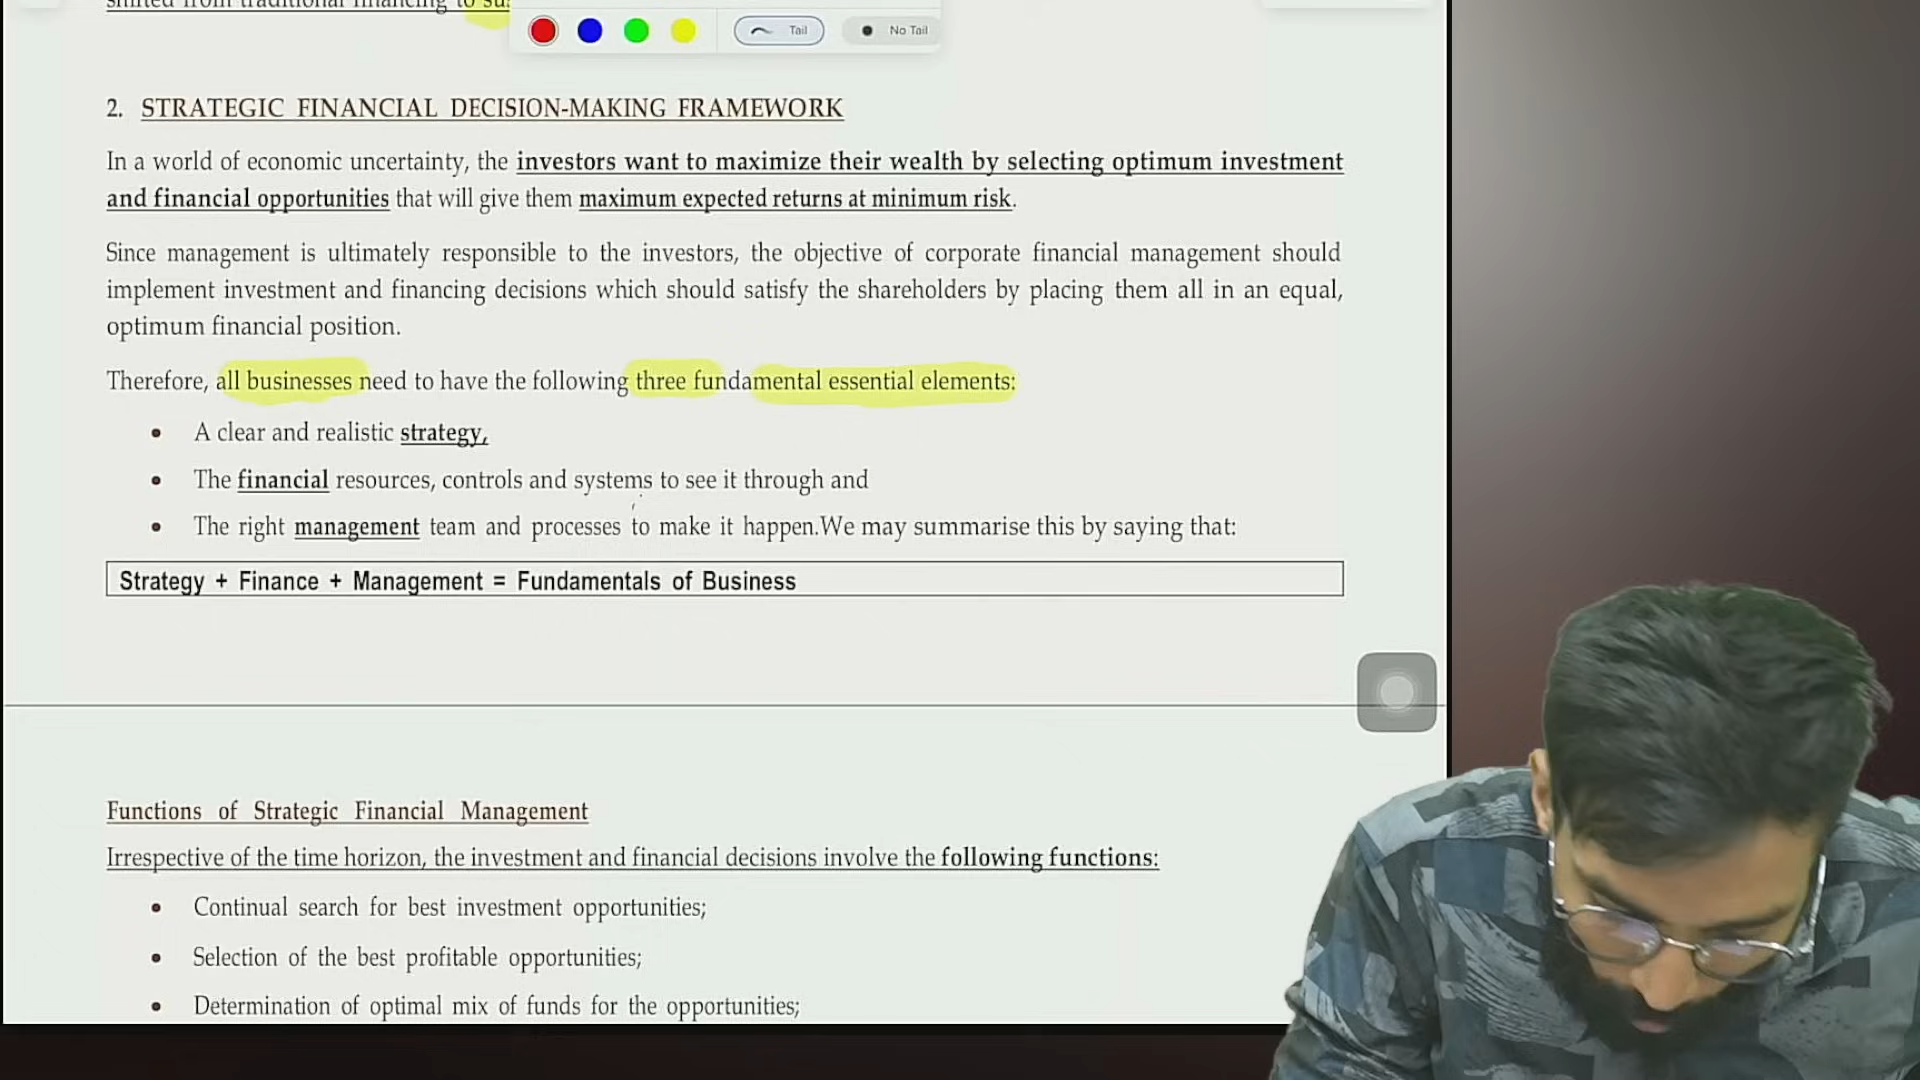 shifted from traditional financing to su
Tail
No Tail
2. STRATEGIC FINANCIAL DECISION-MAKING FRAMEWORK
In a world of economic uncertainty, the investors want to maximize their wealth by selecting optimum investment
and financial opportunities that will give them maximum expected returns at minimum risk.
Since management is ultimately responsible to the investors, the objective of corporate financial management should
implement investment and financing decisions which should satisfy the shareholders by placing them all in an equal,
optimum financial position.
Therefore, all businesses need to have the following three fundamental essential elements:
• A clear and realistic strategy,
• The financial resources, controls and systems to see it through and
• The right management team and processes to make it happen.We may summarise this by saying that:
Strategy + Finance + Management = Fundamentals of Business
Functions of Strategic Financial Management
Irrespective of the time horizon, the investment and financial decisions involve the following functions:
• Continual search for best investment opportunities;
• Selection of the best profitable opportunities;
• Determination of optimal mix of funds for the opportunities;